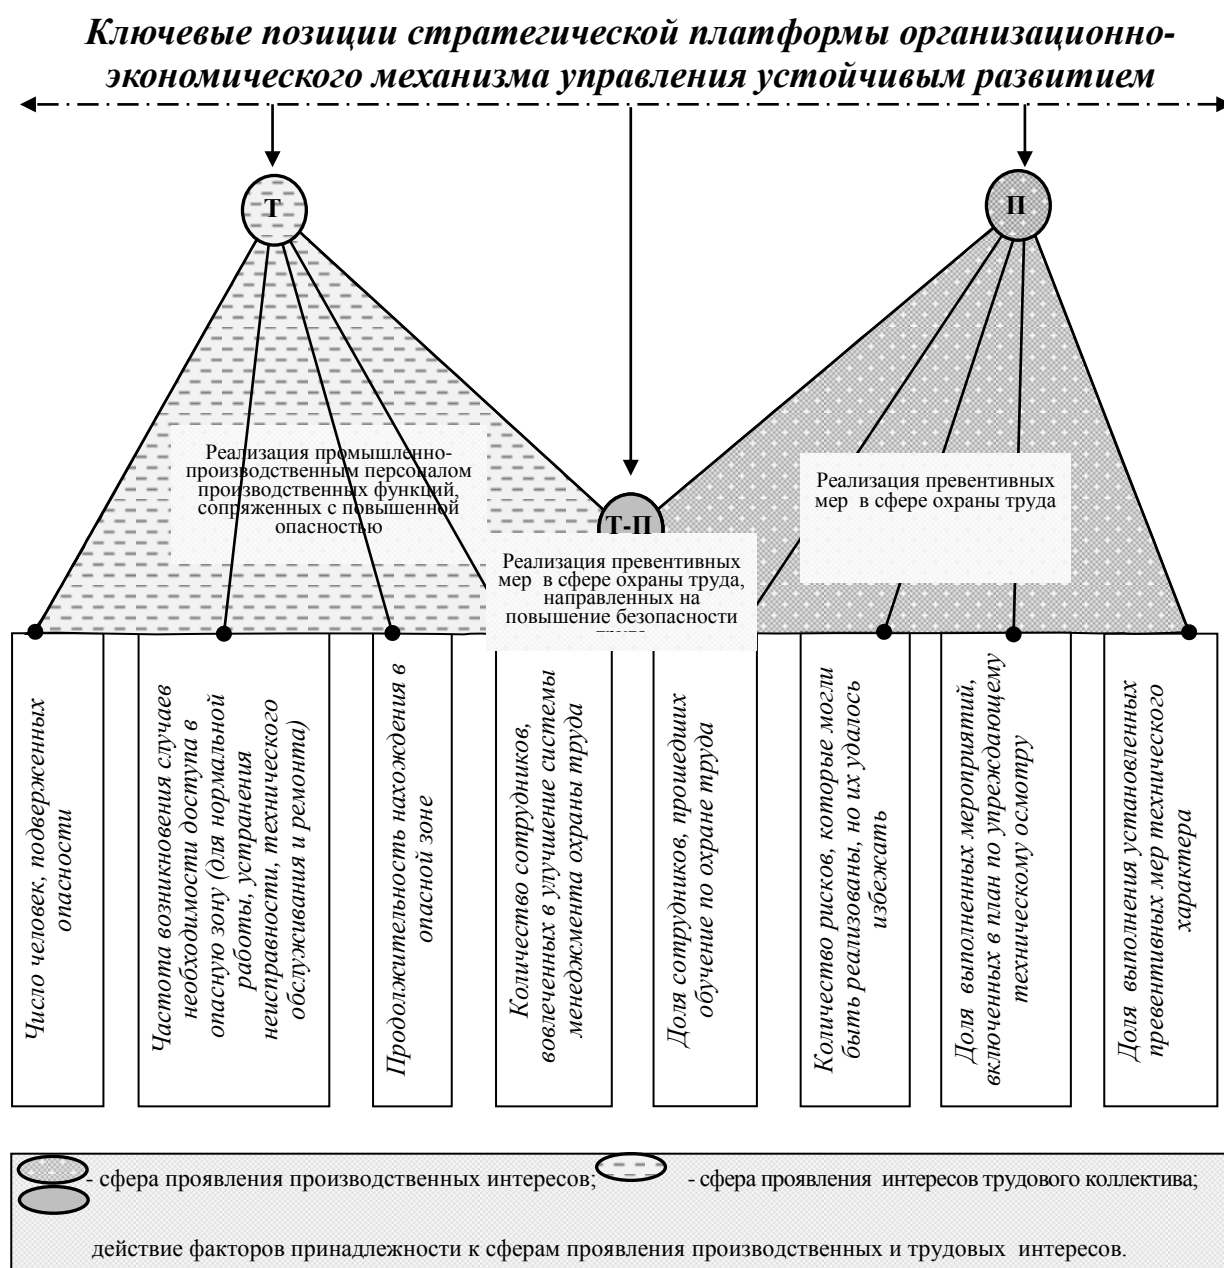 Ключевые позиции стратегической платформы организационно-
экономического механизма управления устойчивым развитием
Т
П
Т-П
Реализация промышленно-
производственным персоналом
производственных функций,
сопряженных с повышенной
опасностью
Реализация превентивных
мер в сфере охраны труда
Реализация превентивных
мер в сфере охраны труда,
направленных на
повышение безопасности
Число человек, подверженных
опасности
Частота возникновения случаев
необходимости доступа в
опасную зону (для нормальной
работы, устранения
неисправности, технического
обслуживания и ремонта)
Продолжительность нахождения в
опасной зоне
Количество сотрудников,
вовлеченных в улучшение системы
менеджмента охраны труда
Доля сотрудников, прошедших
обучение по охране труда
Количество рисков, которые могли
быть реализованы, но их удалось
избежать
Доля выполненных мероприятий,
включенных в план по упреждающему
техническому осмотру
Доля выполнения установленных
превентивных мер технического
характера
- сфера проявления производственных интересов;
- сфера проявления интересов трудового коллектива;
действие факторов принадлежности к сферам проявления производственных и трудовых интересов.